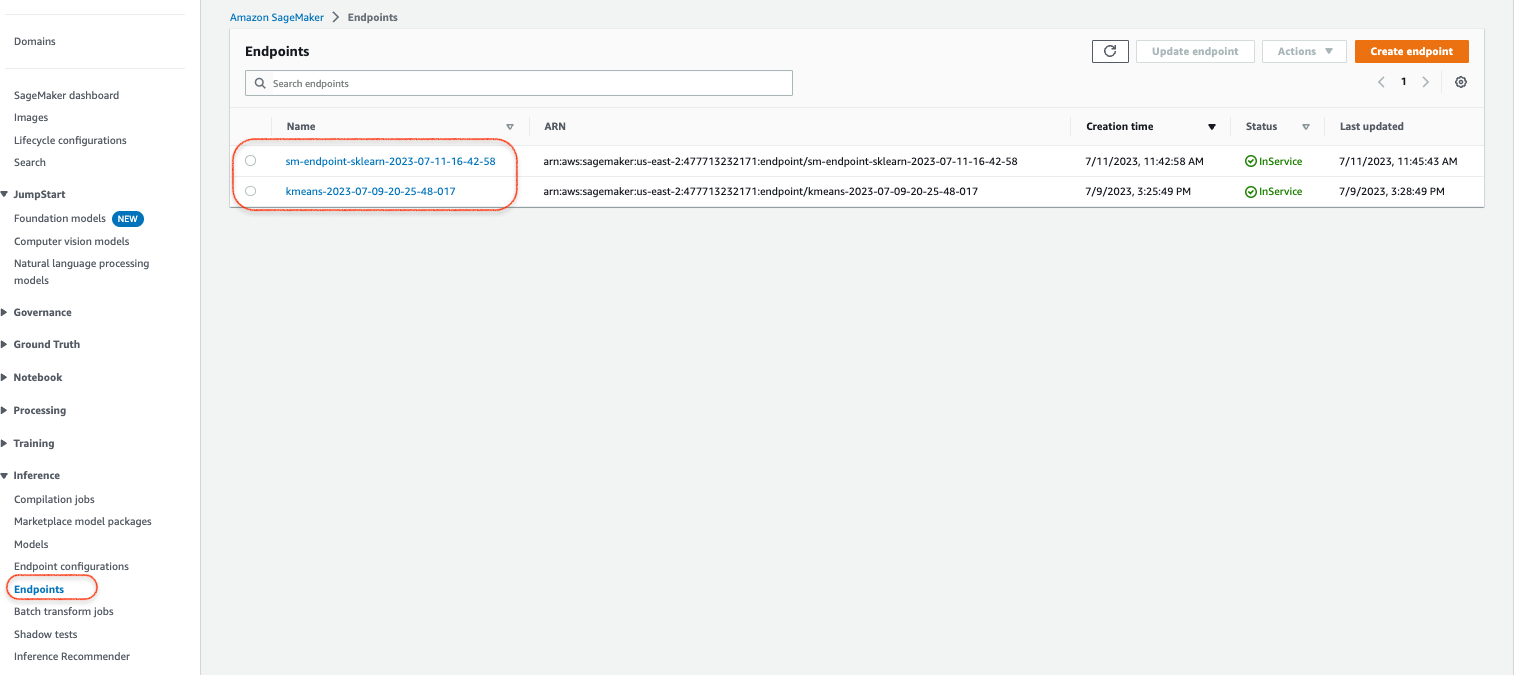 Amazon SageMaker > Endpoints
Domains
SageMaker dashboard
Images
Lifecycle configurations
Search
JumpStart
Foundation models NEW
Computer vision models
Natural language processing
models
Governance
Ground Truth
Notebook
Processing
Training
Inference
Compilation jobs
Marketplace model packages
Models
Endpoint configurations
Endpoints
Batch transform jobs
Shadow tests
Inference Recommender
Endpoints
Update endpoint Actions Create endpoint
Search endpoints
1
Name ARN Creation time Status Last updated
sm-endpoint-sklearn-2023-07-11-16-42-58 arn:aws:sagemaker:us-east-2:477713232171:endpoint/sm-endpoint-sklearn-2023-07-11-16-42-58 7/11/2023, 11:42:58 AM InService 7/11/2023, 11:45:43 AM
kmeans-2023-07-09-20-25-48-017 arn:aws:sagemaker:us-east-2:477713232171:endpoint/kmeans-2023-07-09-20-25-48-017 7/9/2023, 3:25:49 PM InService 7/9/2023, 3:28:49 PM